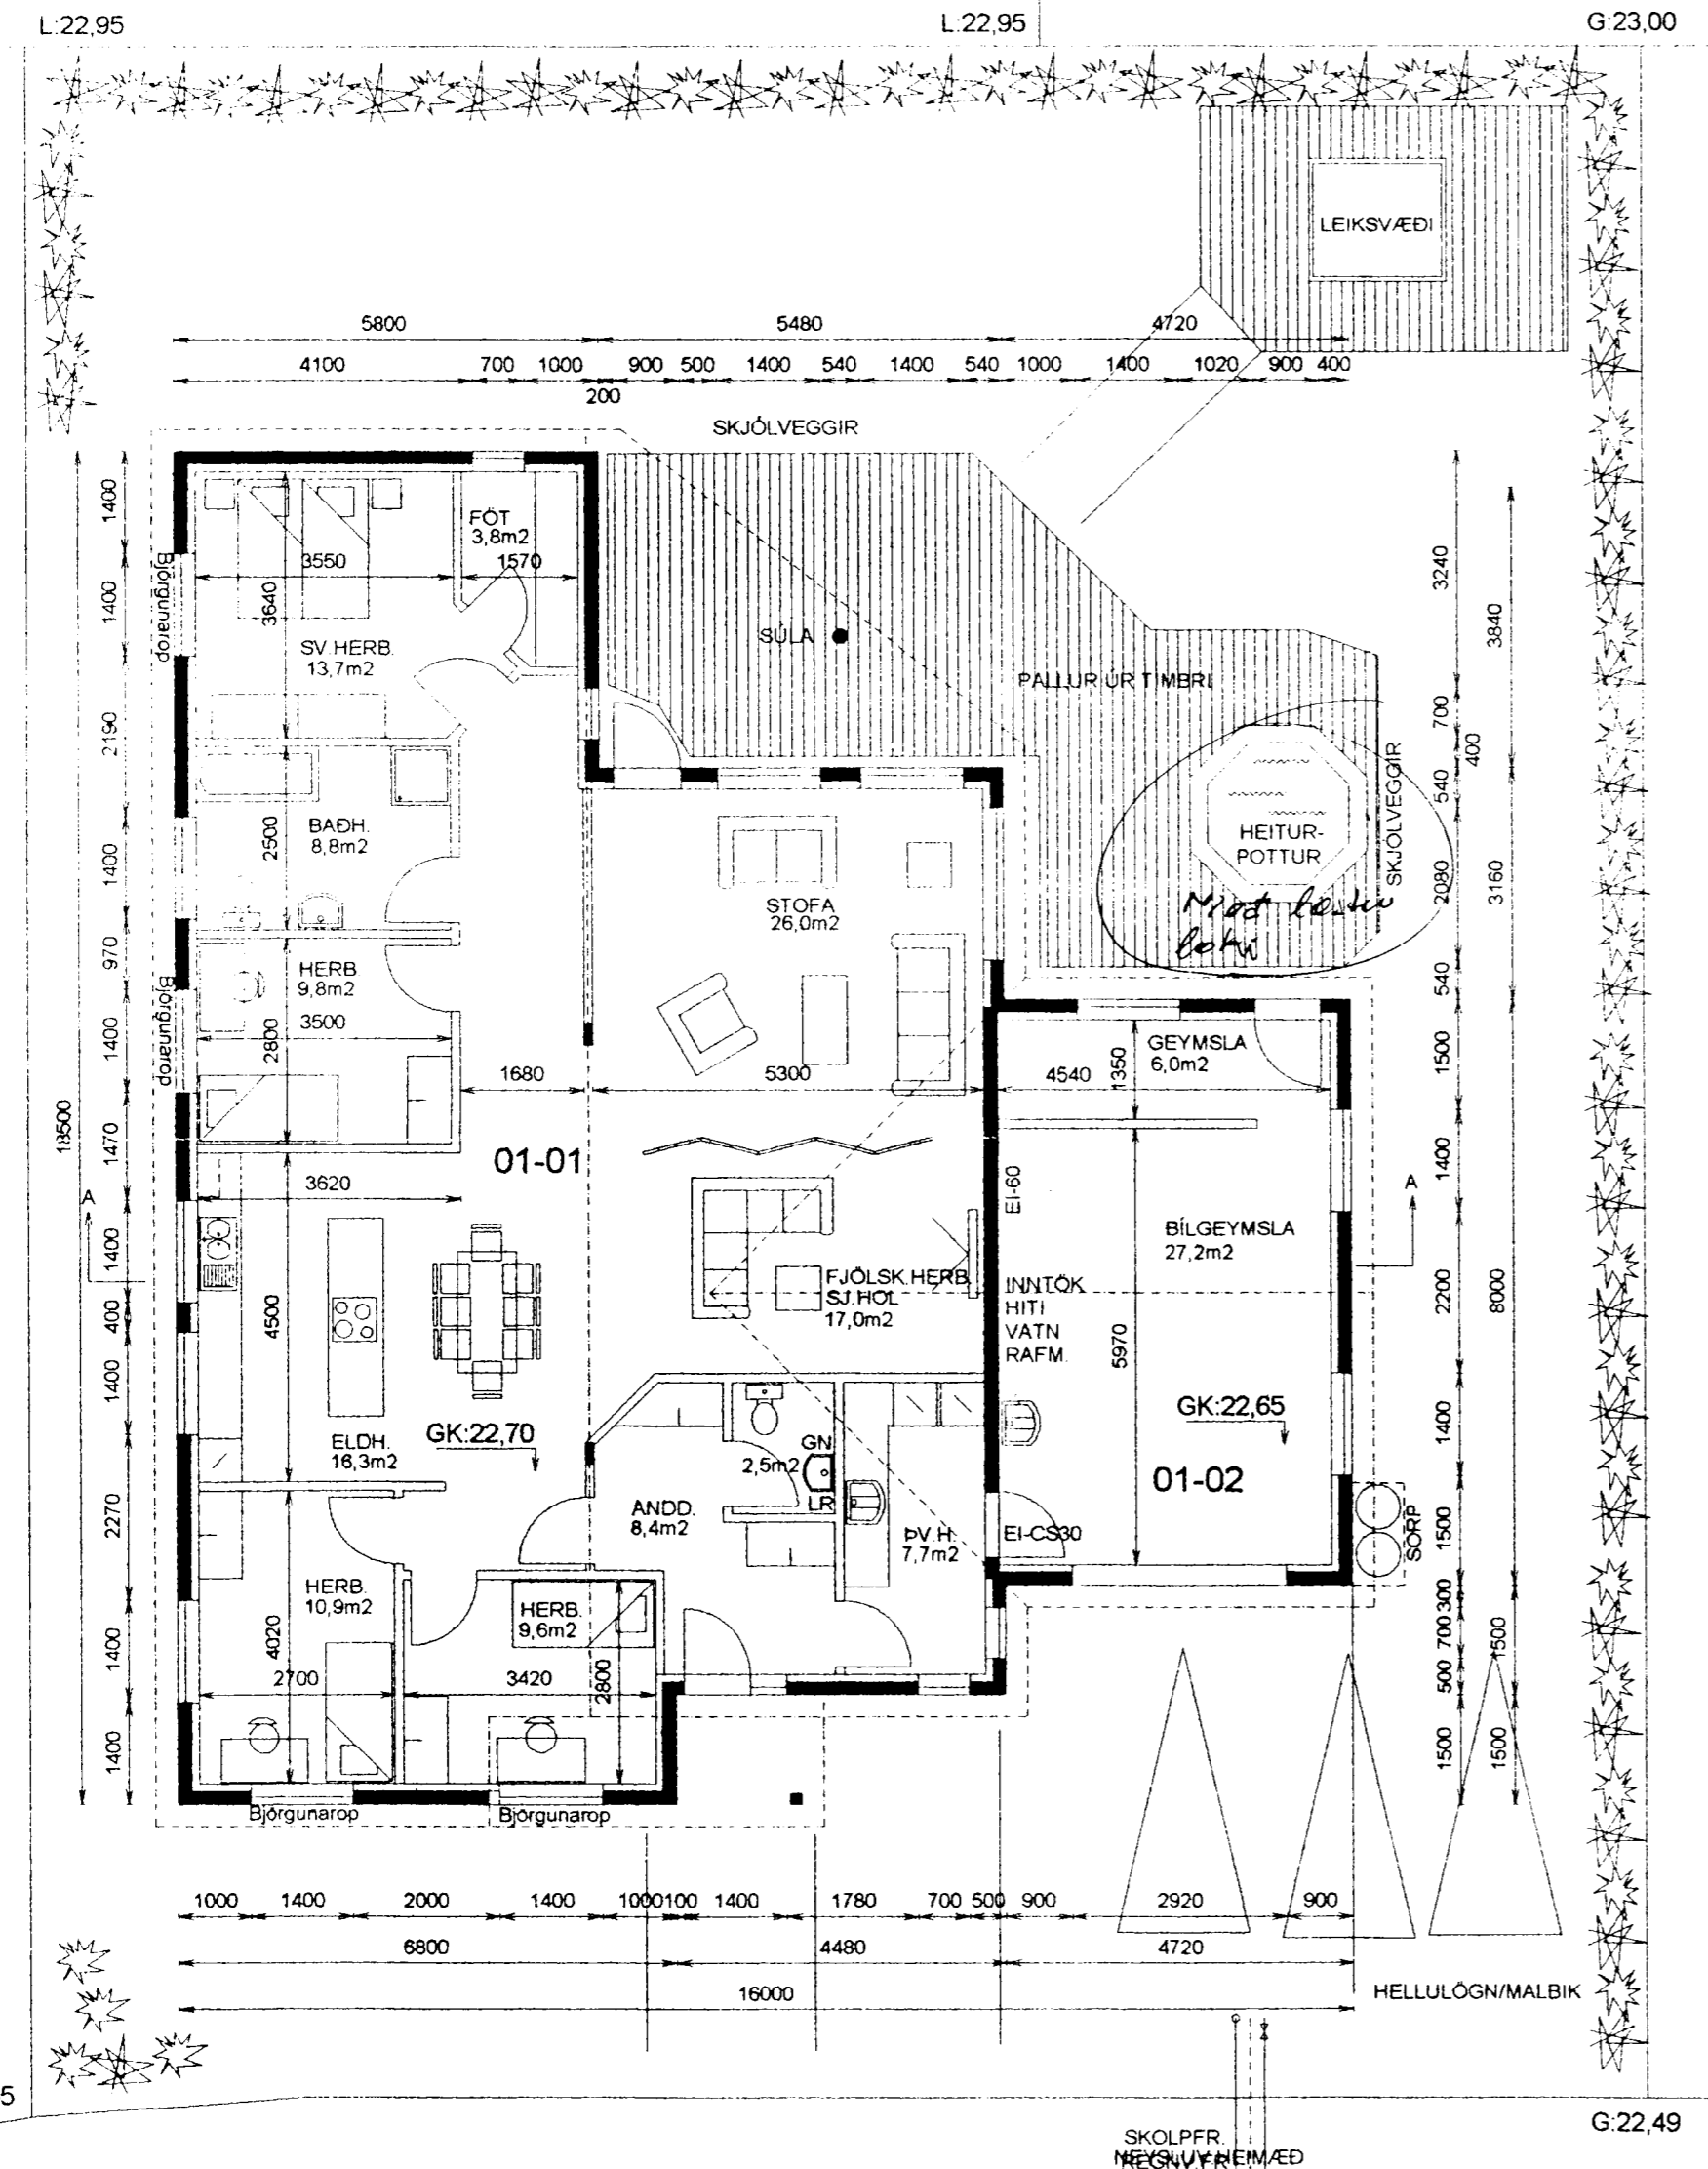 L:22,95 L:22,95 G:23,00
LEIKSVÆÐI
5800 5480 4720
4100 700 1000 900 500 1400 540 1400 540 1000 1400 1020 900 400
200
SKJÓLVEGGIR
1400
1400
2190
1400
970
1400
1470
1400
400
1400
2270
1400
1400
18500
Björgunarop
Björgunarop
A
FÖT
3,8m2
3550 1570
3640
SV.HERB.
13,7m2
SÚLA
PALLUR ÚR TIMBRI
3240
3840
700
400
540
2080
3160
540
SKJÓLVEGGIR
HEITUR-
POTTUR
BAÐH.
8,8m2
2500
STOFA
26,0m2
HERB
9,8m2
3500
2800
1680 5300 4540
1350
GEYMSLA
6,0m2
1500
1400
2200
8000
1400
1500
300
700
500
1500
1500
1500
01-01
3620
EI-60
A
BÍLGEYMSLA
27,2m2
FJÖLSK.HERB
SJ.HOL
17,0m2
INNTÖK
HITI
VATN
RAFM.
4500
5970
ELDH.
16,3m2
GK:22,70
GK:22,65
01-02
GN
2,5m2
LR
ANDD.
8,4m2
ÞV.H.
7,7m2
EI-CS30
SORP
HERB.
10,9m2
HERB.
9,6m2
4020
2700 3420
2800
Björgunarop Björgunarop
1000 1400 2000 1400 1000 100 1400 1780 700 500 900 2920 900
6800 4480 4720
16000
HELLULÖGN/MALBIK
5
G:22,49
SKOLPFR.